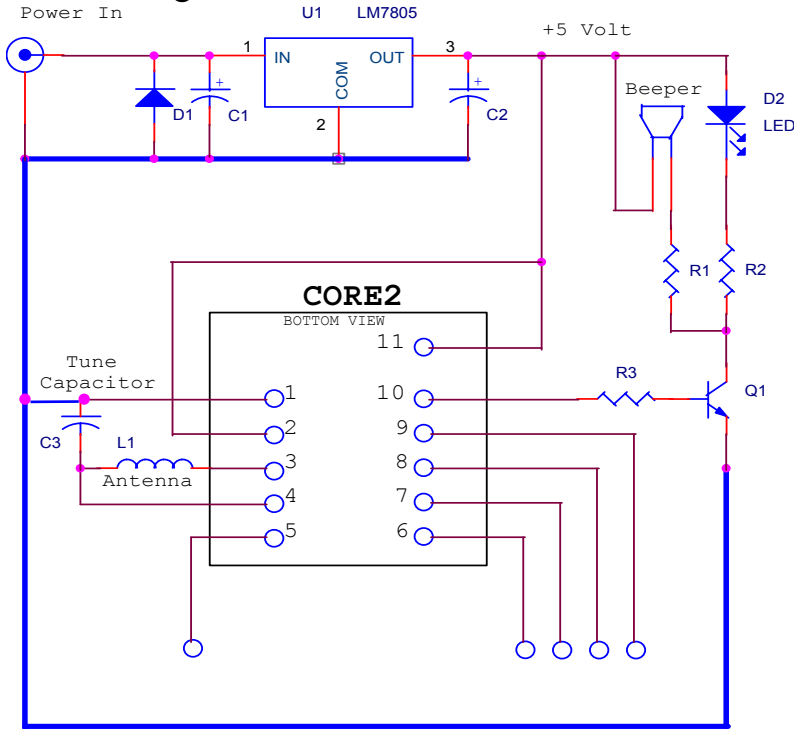 Power In
U1 LM7805
+5 Volt
1 IN OUT 3
COM
2
D1 C1 C2
+ +
Beeper
D2
LED
R1 R2
CORE2
BOTTOM VIEW
11
Tune
Capacitor
1 10
R3
Q1
2 9
C3 L1
3 8
Antenna
4 7
5 6